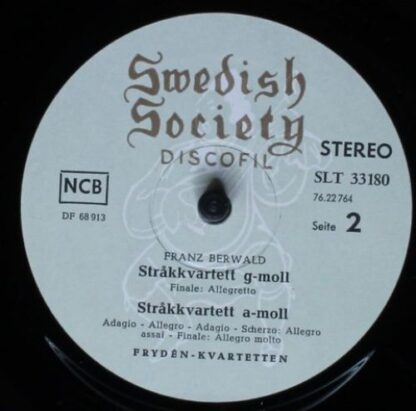 Swedish
Society
DISCOFIL
STEREO
NCB
SLT 33180
76.22764
DF 68 913
Seite 2
FRANZ BERWALD
Stråkkvartett g-moll
Finale: Allegretto
Stråkkvartett a-moll
Adagio - Allegro - Adagio - Scherzo: Allegro
assai - Finale: Allegro molto
FRYDÉN-KVARTETTEN